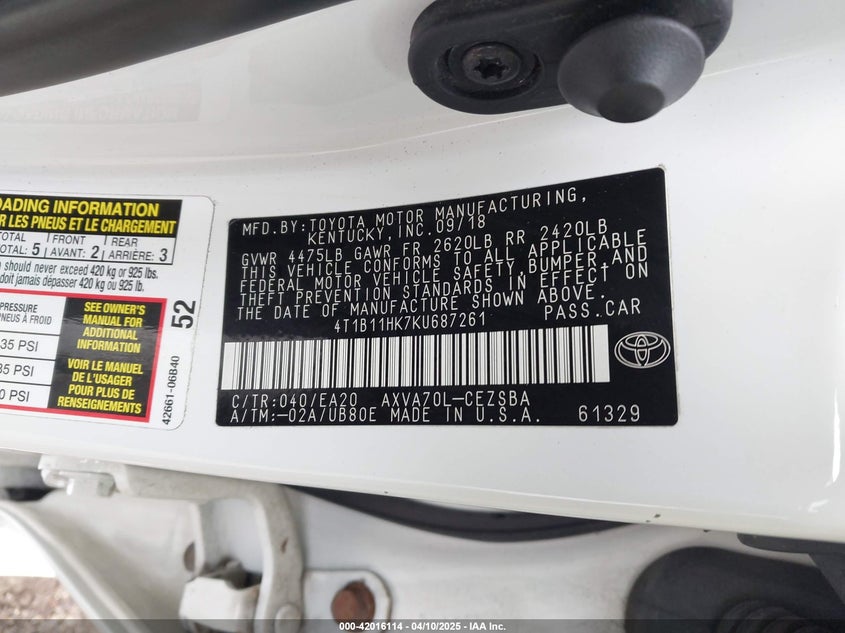 MFD.BY:TOYOTA MOTOR MANUFACTURING,
KENTUCKY, INC. 09/18
GVWR 4475LB GAWR FR 2620LB RR 2420LB
THIS VEHICLE CONFORMS TO ALL APPLICABLE
FEDERAL MOTOR VEHICLE SAFETY,BUMPER,AND
THEFT PREVENTION STANDARDS IN EFFECT ON
THE DATE OF MANUFACTURE SHOWN ABOVE.
4T1B11HK7KU687261 PASS.CAR
C/TR:040/EA20 AXVA70L-CEZSBA
A/TM:-02A/UB80E MADE IN U.S.A. 61329
OADING INFORMATION
R LES PNEUS ET LE CHARGEMENT
OTAL FRONT REAR
OTAL: 5 AVANT: 2 ARRIÈRE: 3
should never exceed 420 kg or 925 lbs.
doit jamais dépasser 420 kg ou 925 lb.
PRESSURE
PNEUS À FROID
35 PSI
35 PSI
0 PSI
SEE OWNER'S
MANUAL FOR
ADDITIONAL
INFORMATION
VOIR LE MANUEL
DE L'USAGER
POUR PLUS DE
RENSEIGNEMENTS
52
42661-06B40
000-42016114 - 04/10/2025 - IAA Inc.